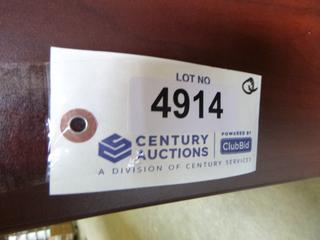 LOT NO
4914
CENTURY
AUCTIONS
POWERED BY
ClubBid
A DIVISION OF CENTURY SERVICES